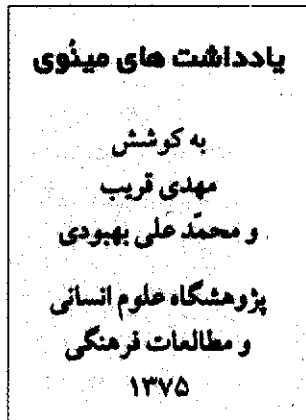 یادداشت های مینُوی
به کوشش
مهدی قریب
و محمّد علی بهبودی
پژوهشگاه علوم انسانی
و مطالعات فرهنگی
۱۳۷۵